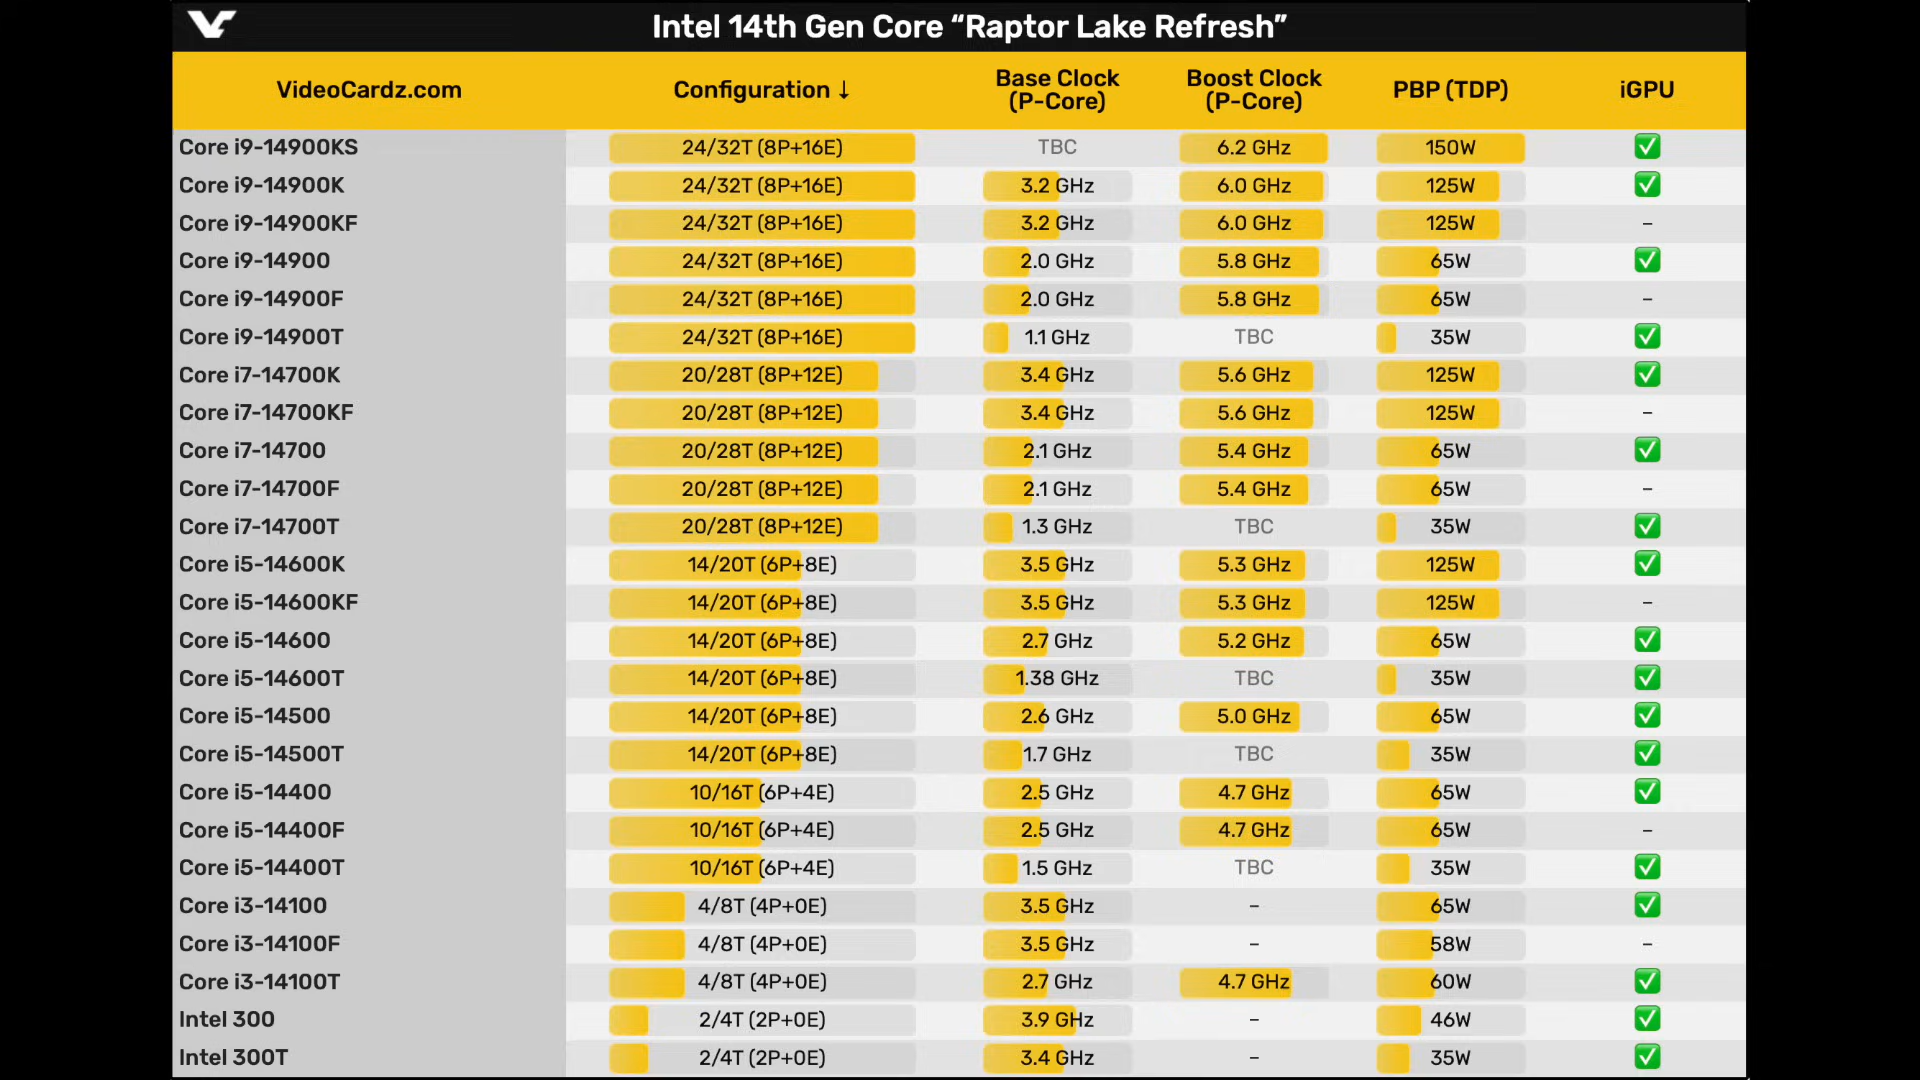 Intel 14th Gen Core “Raptor Lake Refresh”
VideoCardz.com Configuration ↓ Base Clock (P-Core) Boost Clock (P-Core) PBP (TDP) iGPU
Core i9-14900KS 24/32T (8P+16E) TBC 6.2 GHz 150W ✅
Core i9-14900K 24/32T (8P+16E) 3.2 GHz 6.0 GHz 125W ✅
Core i9-14900KF 24/32T (8P+16E) 3.2 GHz 6.0 GHz 125W –
Core i9-14900 24/32T (8P+16E) 2.0 GHz 5.8 GHz 65W ✅
Core i9-14900F 24/32T (8P+16E) 2.0 GHz 5.8 GHz 65W –
Core i9-14900T 24/32T (8P+16E) 1.1 GHz TBC 35W ✅
Core i7-14700K 20/28T (8P+12E) 3.4 GHz 5.6 GHz 125W ✅
Core i7-14700KF 20/28T (8P+12E) 3.4 GHz 5.6 GHz 125W –
Core i7-14700 20/28T (8P+12E) 2.1 GHz 5.4 GHz 65W ✅
Core i7-14700F 20/28T (8P+12E) 2.1 GHz 5.4 GHz 65W –
Core i7-14700T 20/28T (8P+12E) 1.3 GHz TBC 35W ✅
Core i5-14600K 14/20T (6P+8E) 3.5 GHz 5.3 GHz 125W ✅
Core i5-14600KF 14/20T (6P+8E) 3.5 GHz 5.3 GHz 125W –
Core i5-14600 14/20T (6P+8E) 2.7 GHz 5.2 GHz 65W ✅
Core i5-14600T 14/20T (6P+8E) 1.38 GHz TBC 35W ✅
Core i5-14500 14/20T (6P+8E) 2.6 GHz 5.0 GHz 65W ✅
Core i5-14500T 14/20T (6P+8E) 1.7 GHz TBC 35W ✅
Core i5-14400 10/16T (6P+4E) 2.5 GHz 4.7 GHz 65W ✅
Core i5-14400F 10/16T (6P+4E) 2.5 GHz 4.7 GHz 65W –
Core i5-14400T 10/16T (6P+4E) 1.5 GHz TBC 35W ✅
Core i3-14100 4/8T (4P+0E) 3.5 GHz – 65W ✅
Core i3-14100F 4/8T (4P+0E) 3.5 GHz – 58W –
Core i3-14100T 4/8T (4P+0E) 2.7 GHz 4.7 GHz 60W ✅
Intel 300 2/4T (2P+0E) 3.9 GHz – 46W ✅
Intel 300T 2/4T (2P+0E) 3.4 GHz – 35W ✅